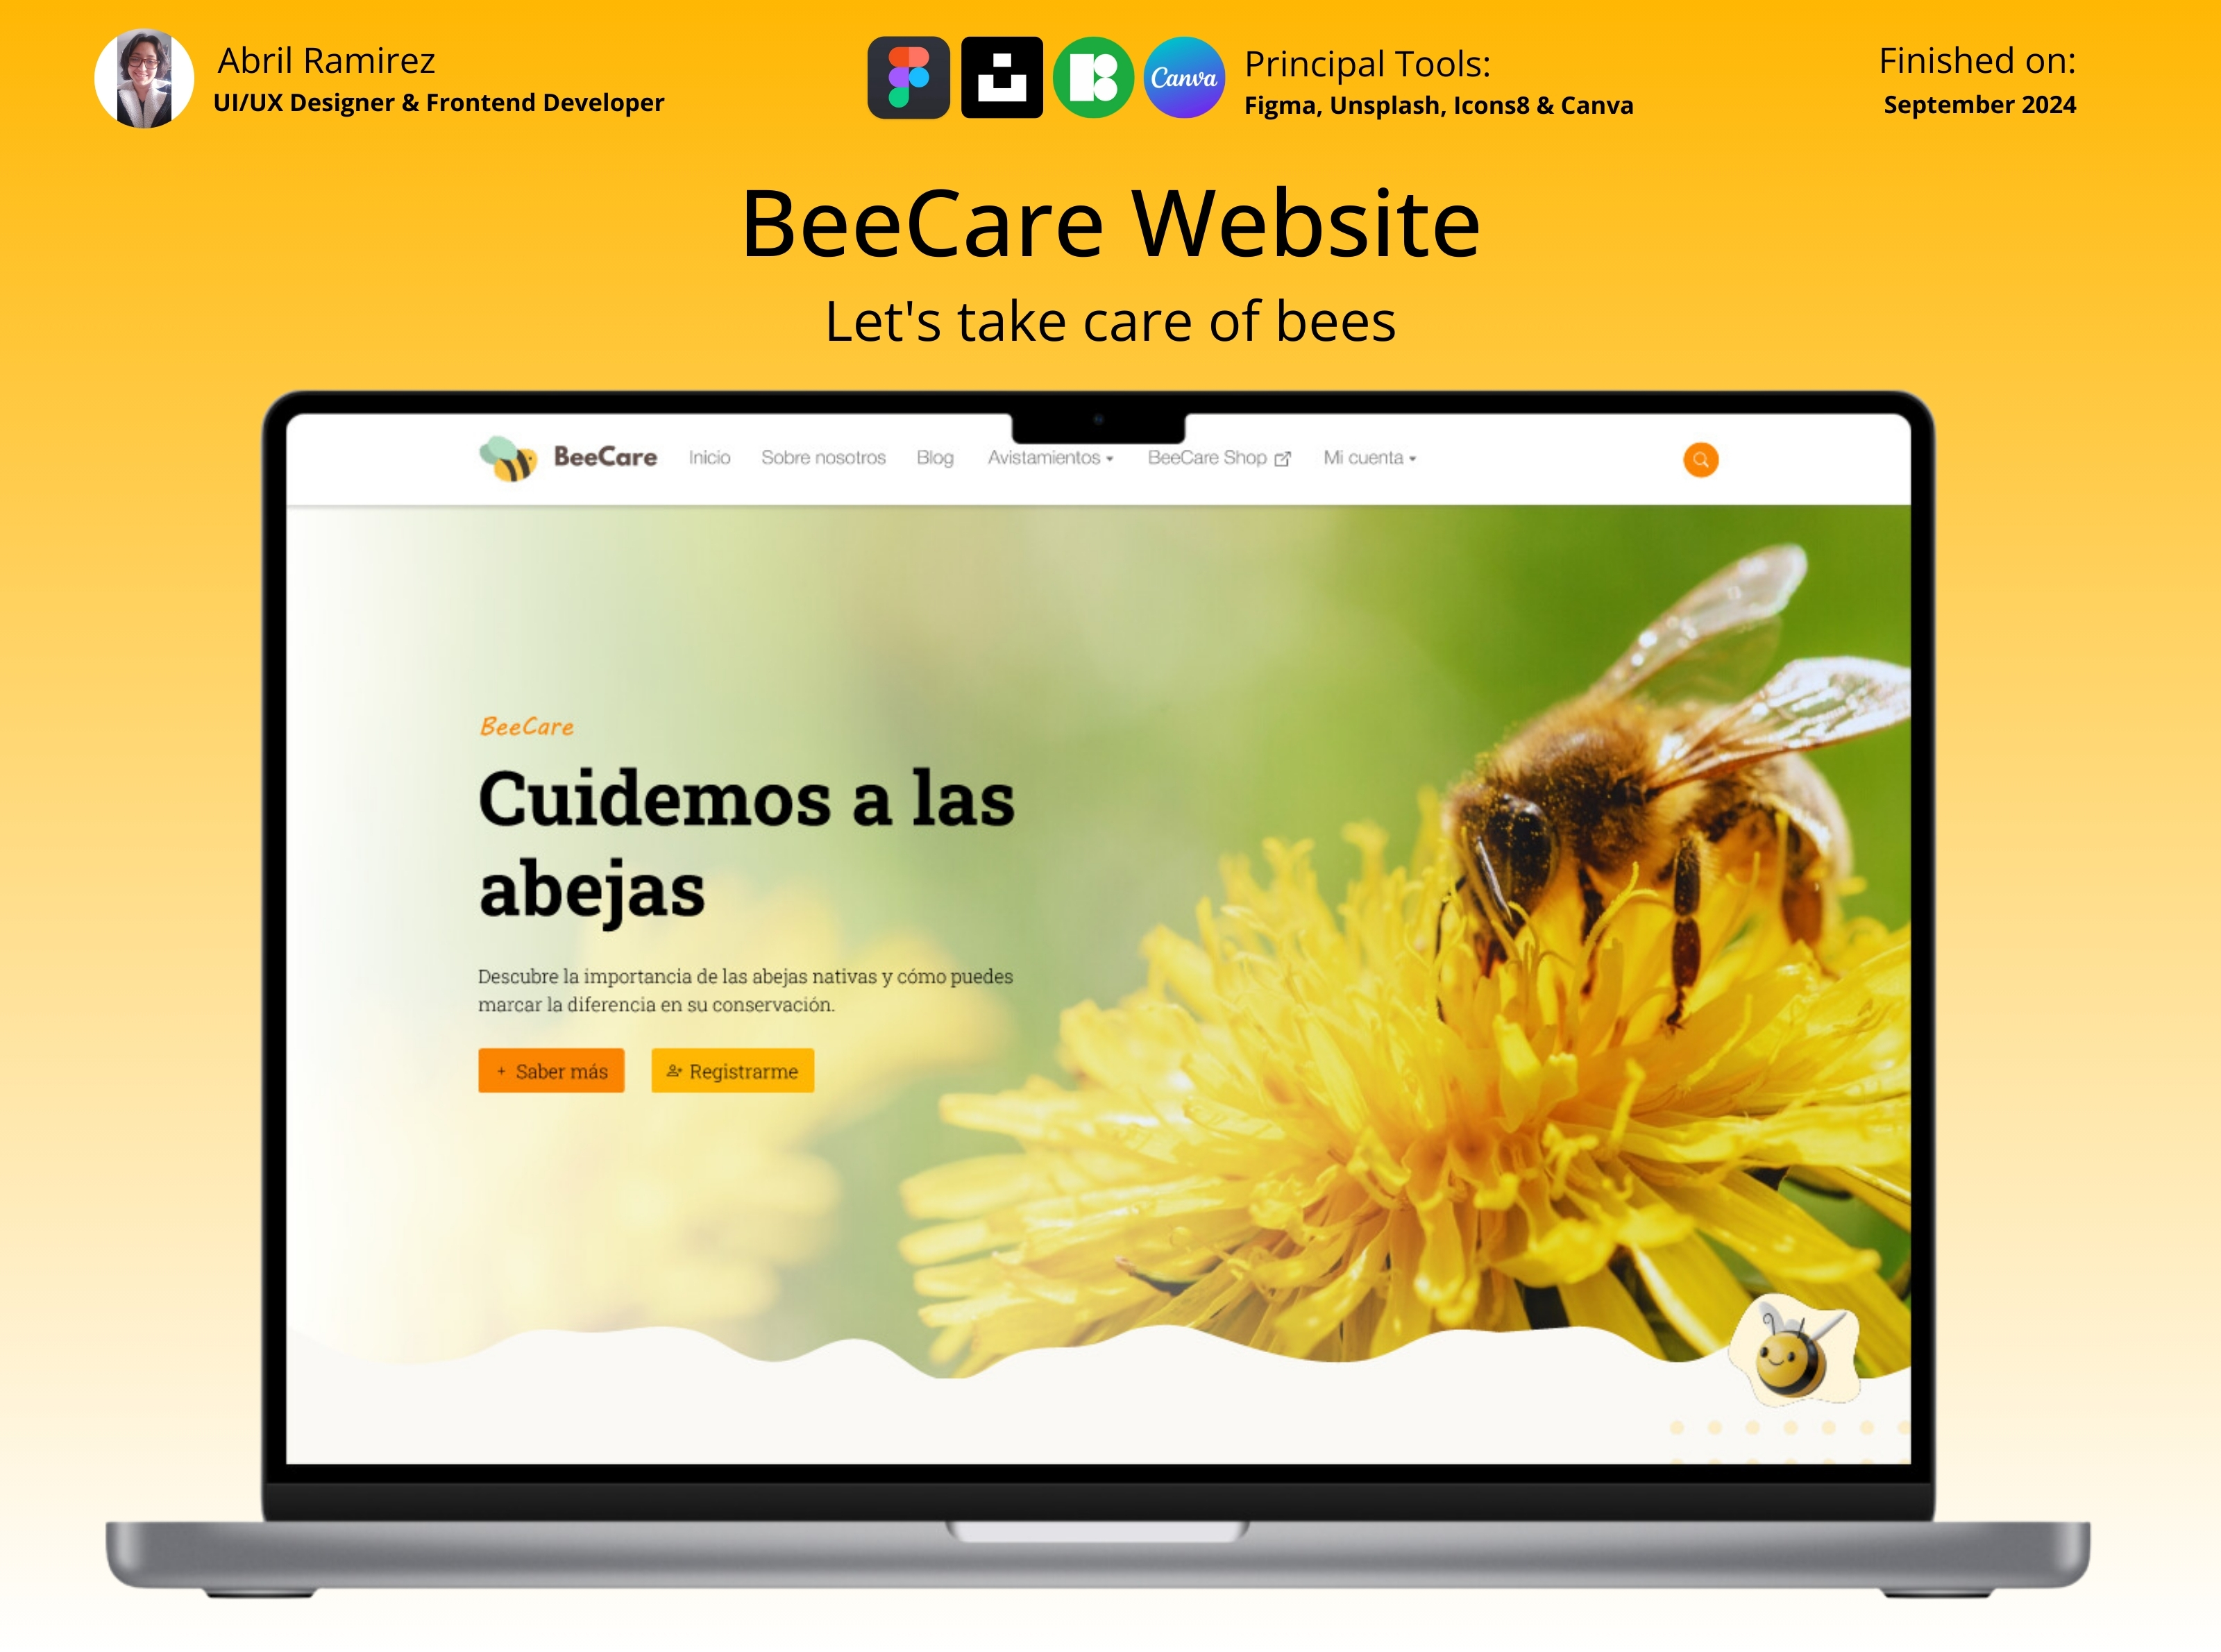 Abril Ramirez
UI/UX Designer & Frontend Developer
Canva
Principal Tools:
Figma, Unsplash, Icons8 & Canva
Finished on:
September 2024
BeeCare Website
Let's take care of bees
BeeCare Inicio Sobre nosotros Blog Avistamientos BeeCare Shop Mi cuenta
BeeCare
Cuidemos a las
abejas
Descubre la importancia de las abejas nativas y cómo puedes
marcar la diferencia en su conservación.
+ Saber más Registrarme